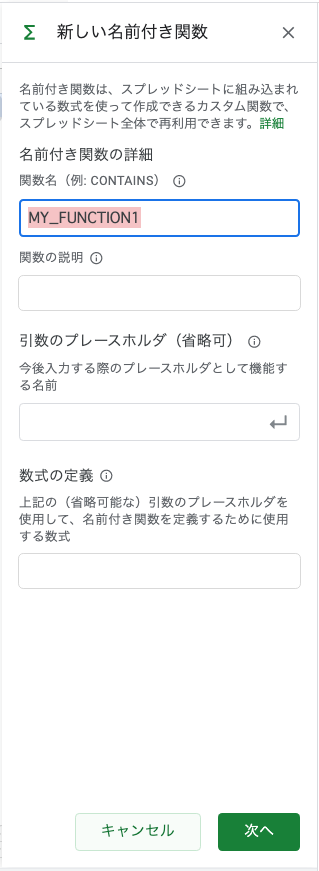 Σ 新しい名前付き関数 ×
名前付き関数は、スプレッドシートに組み込まれ
ている数式を使って作成できるカスタム関数で、
スプレッドシート全体で再利用できます。詳細
名前付き関数の詳細
関数名（例: CONTAINS）
MY_FUNCTION1
関数の説明
引数のプレースホルダ（省略可）
今後入力する際のプレースホルダとして機能す
る名前
数式の定義
上記の（省略可能な）引数のプレースホルダを
使用して、名前付き関数を定義するために使用
する数式
キャンセル 次へ